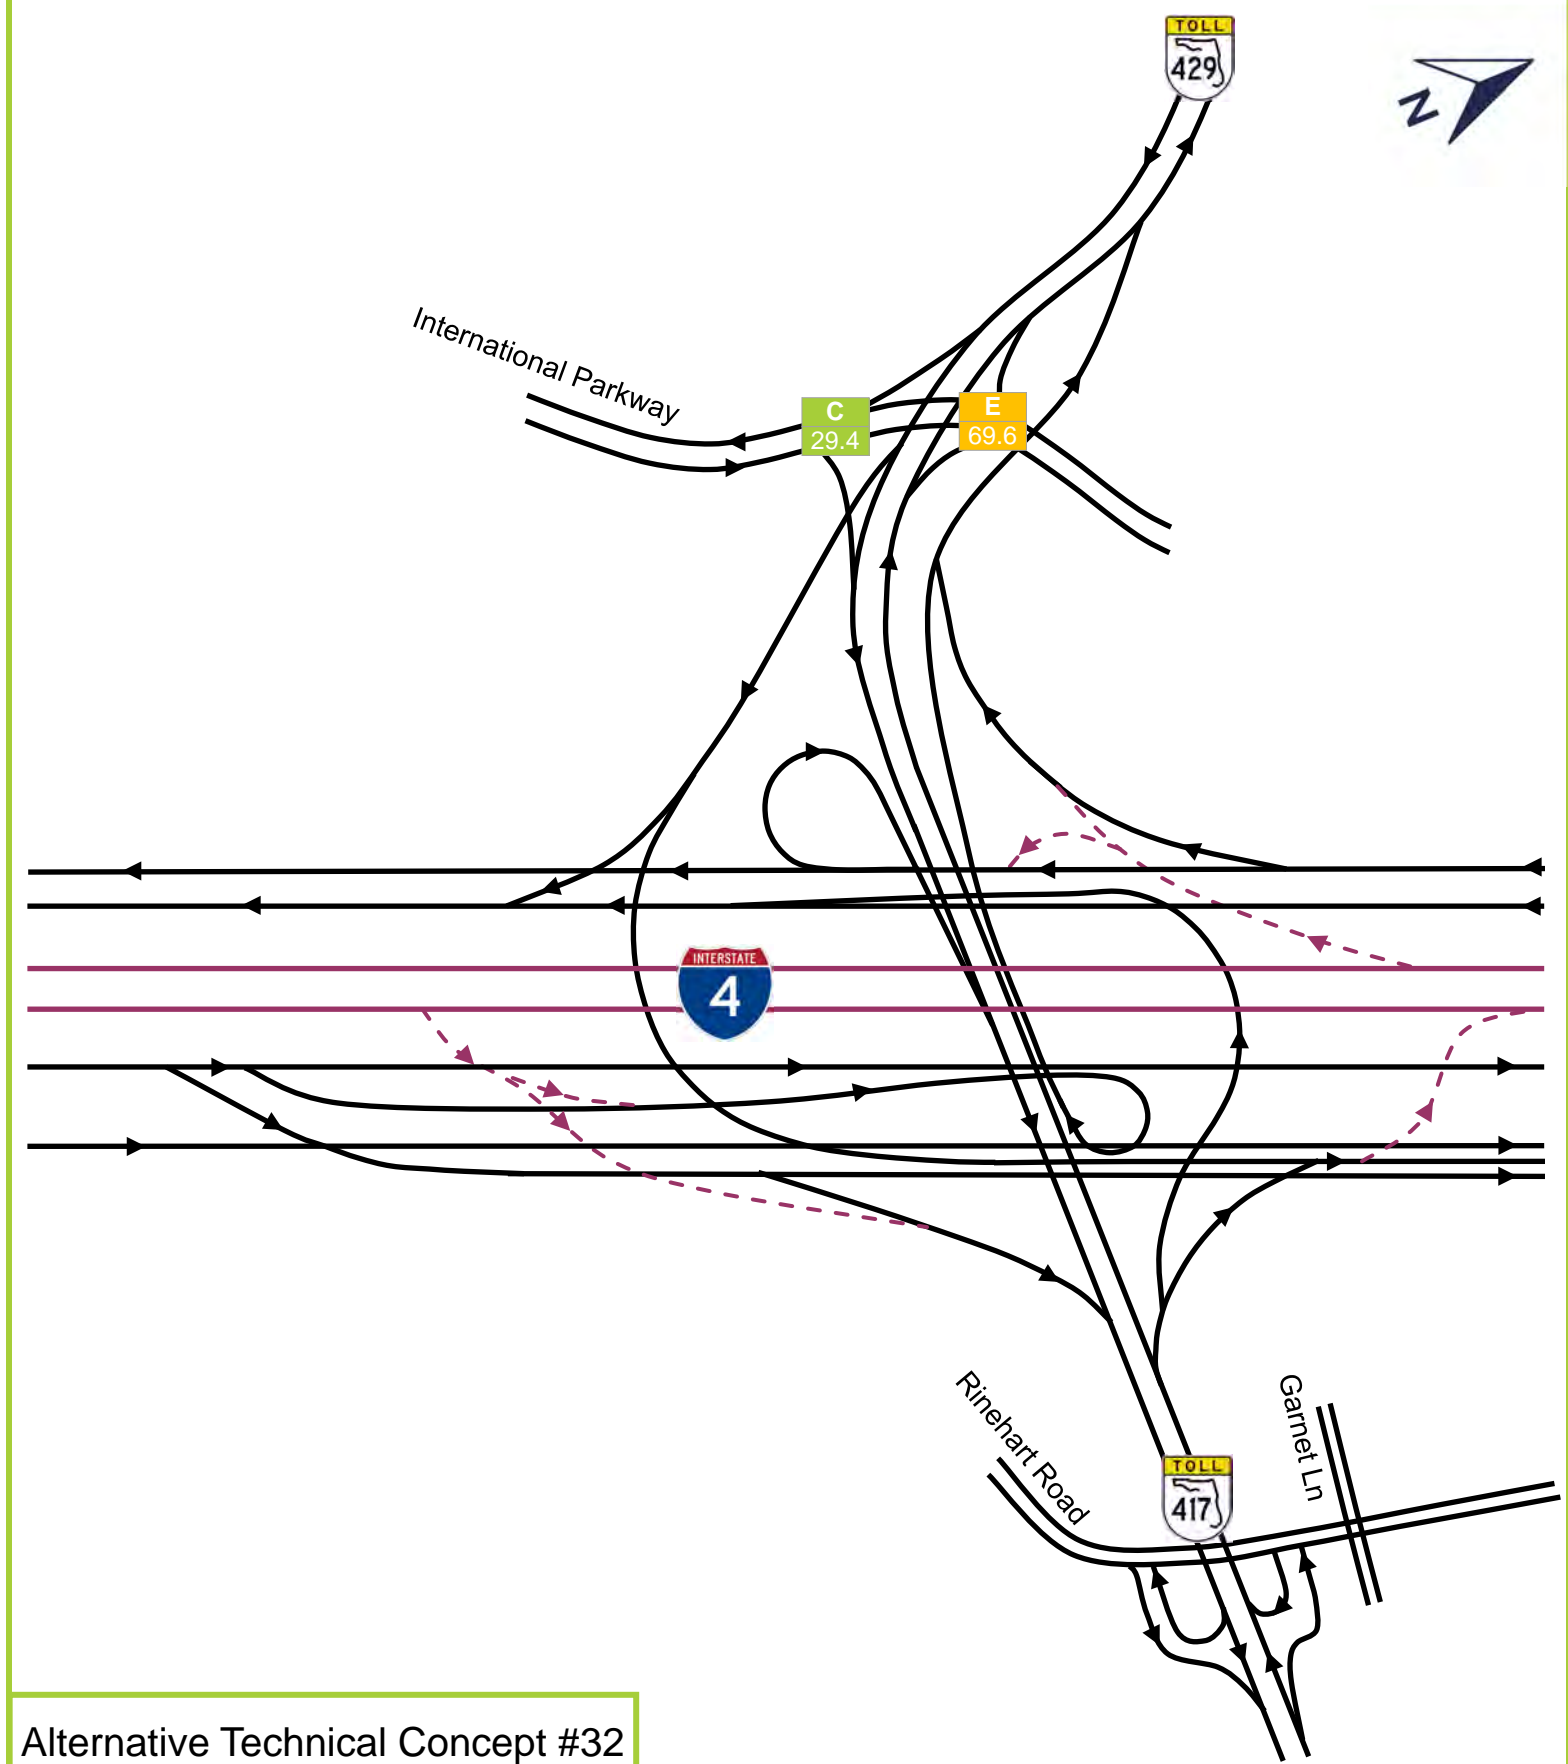 TOLL
429
N
International Parkway
C
29.4
E
69.6
INTERSTATE
4
Rinehart Road
Garnet Ln
TOLL
417
Alternative Technical Concept #32